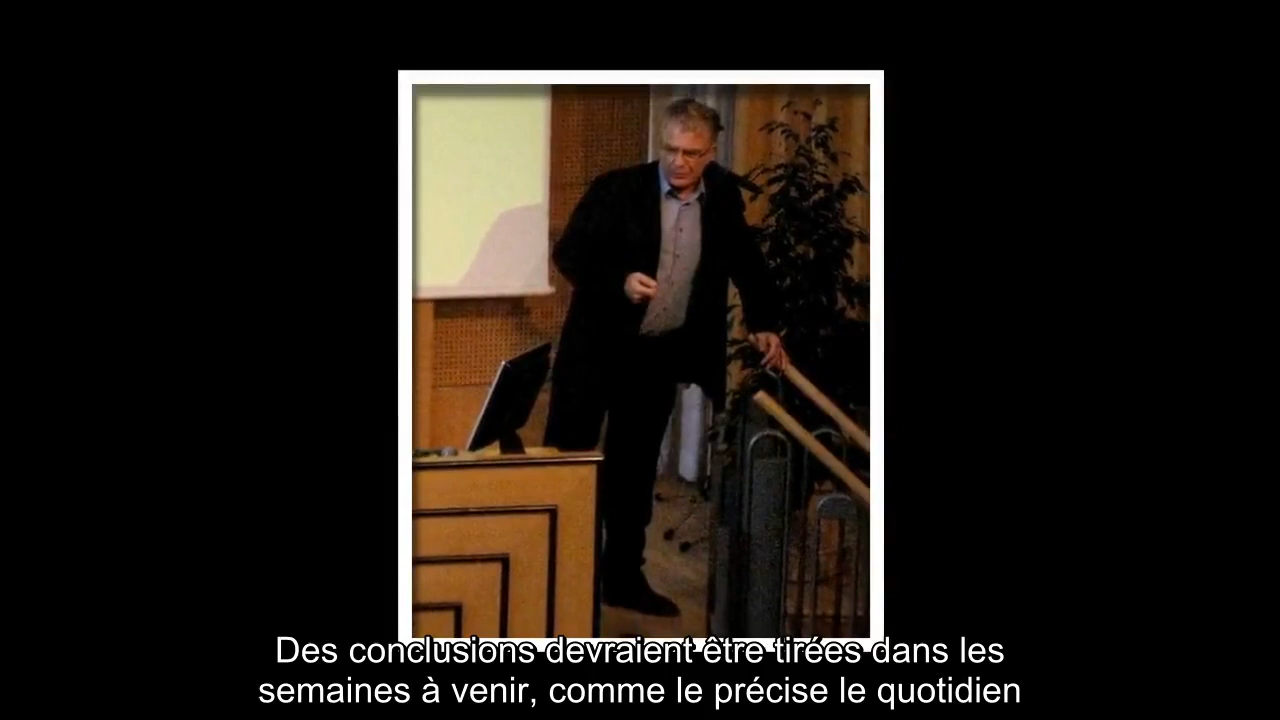 Des conclusions devraient être tirées dans les
semaines à venir, comme le précise le quotidien